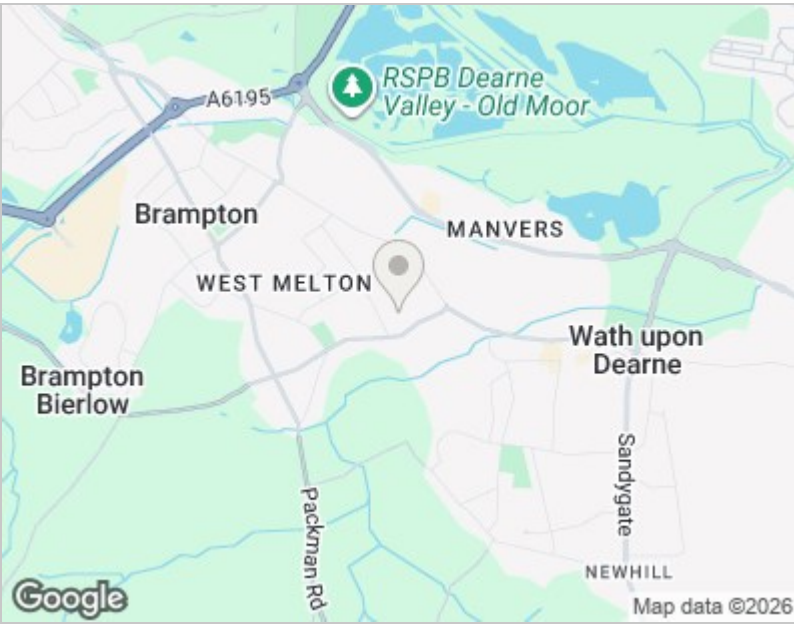 RSPB Dearne
Valley - Old Moor
A6195
Brampton
MANVERS
WEST MELTON
Wath upon
Dearne
Brampton
Bierlow
Sandygate
Packman Rd
NEWHILL
Google
Map data ©2026